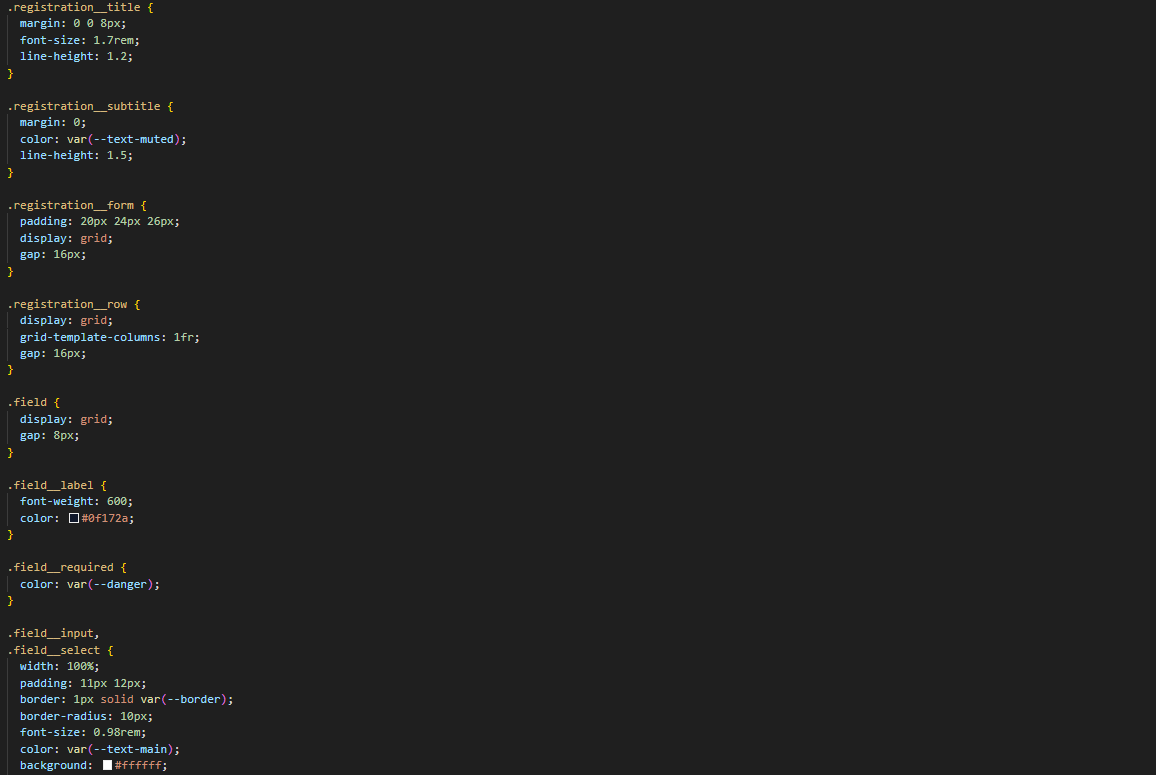 .registration__title {
  margin: 0 0 8px;
  font-size: 1.7rem;
  line-height: 1.2;
}

.registration__subtitle {
  margin: 0;
  color: var(--text-muted);
  line-height: 1.5;
}

.registration__form {
  padding: 20px 24px 26px;
  display: grid;
  gap: 16px;
}

.registration__row {
  display: grid;
  grid-template-columns: 1fr;
  gap: 16px;
}

.field {
  display: grid;
  gap: 8px;
}

.field__label {
  font-weight: 600;
  color: #0f172a;
}

.field__required {
  color: var(--danger);
}

.field__input,
.field__select {
  width: 100%;
  padding: 11px 12px;
  border: 1px solid var(--border);
  border-radius: 10px;
  font-size: 0.98rem;
  color: var(--text-main);
  background: #ffffff;